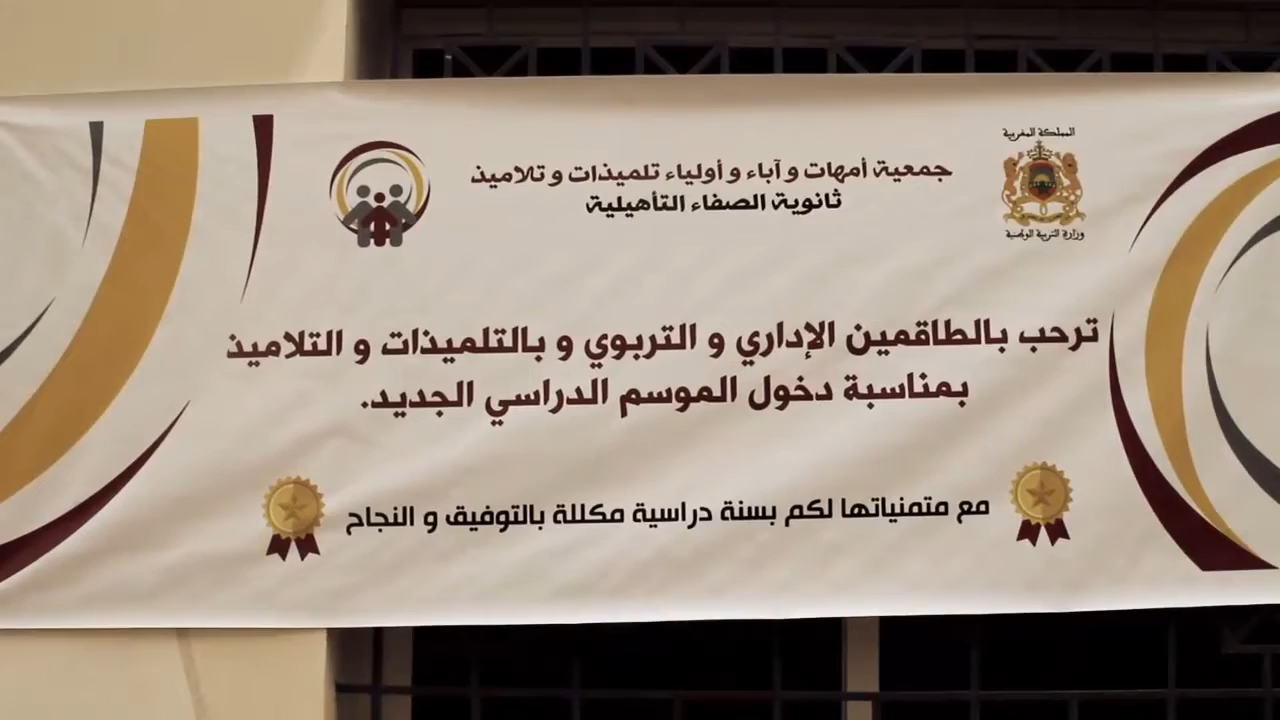 المملكة المغربية
وزارة التربية الوطنية
جمعية أمهات و آباء و أولياء تلميذات و تلاميذ
ثانوية الصفاء التأهيلية
ترحب بالطاقمين الإداري و التربوي و بالتلميذات و التلاميذ
بمناسبة دخول الموسم الدراسي الجديد.
مع متمنياتها لكم بسنة دراسية مكللة بالتوفيق و النجاح